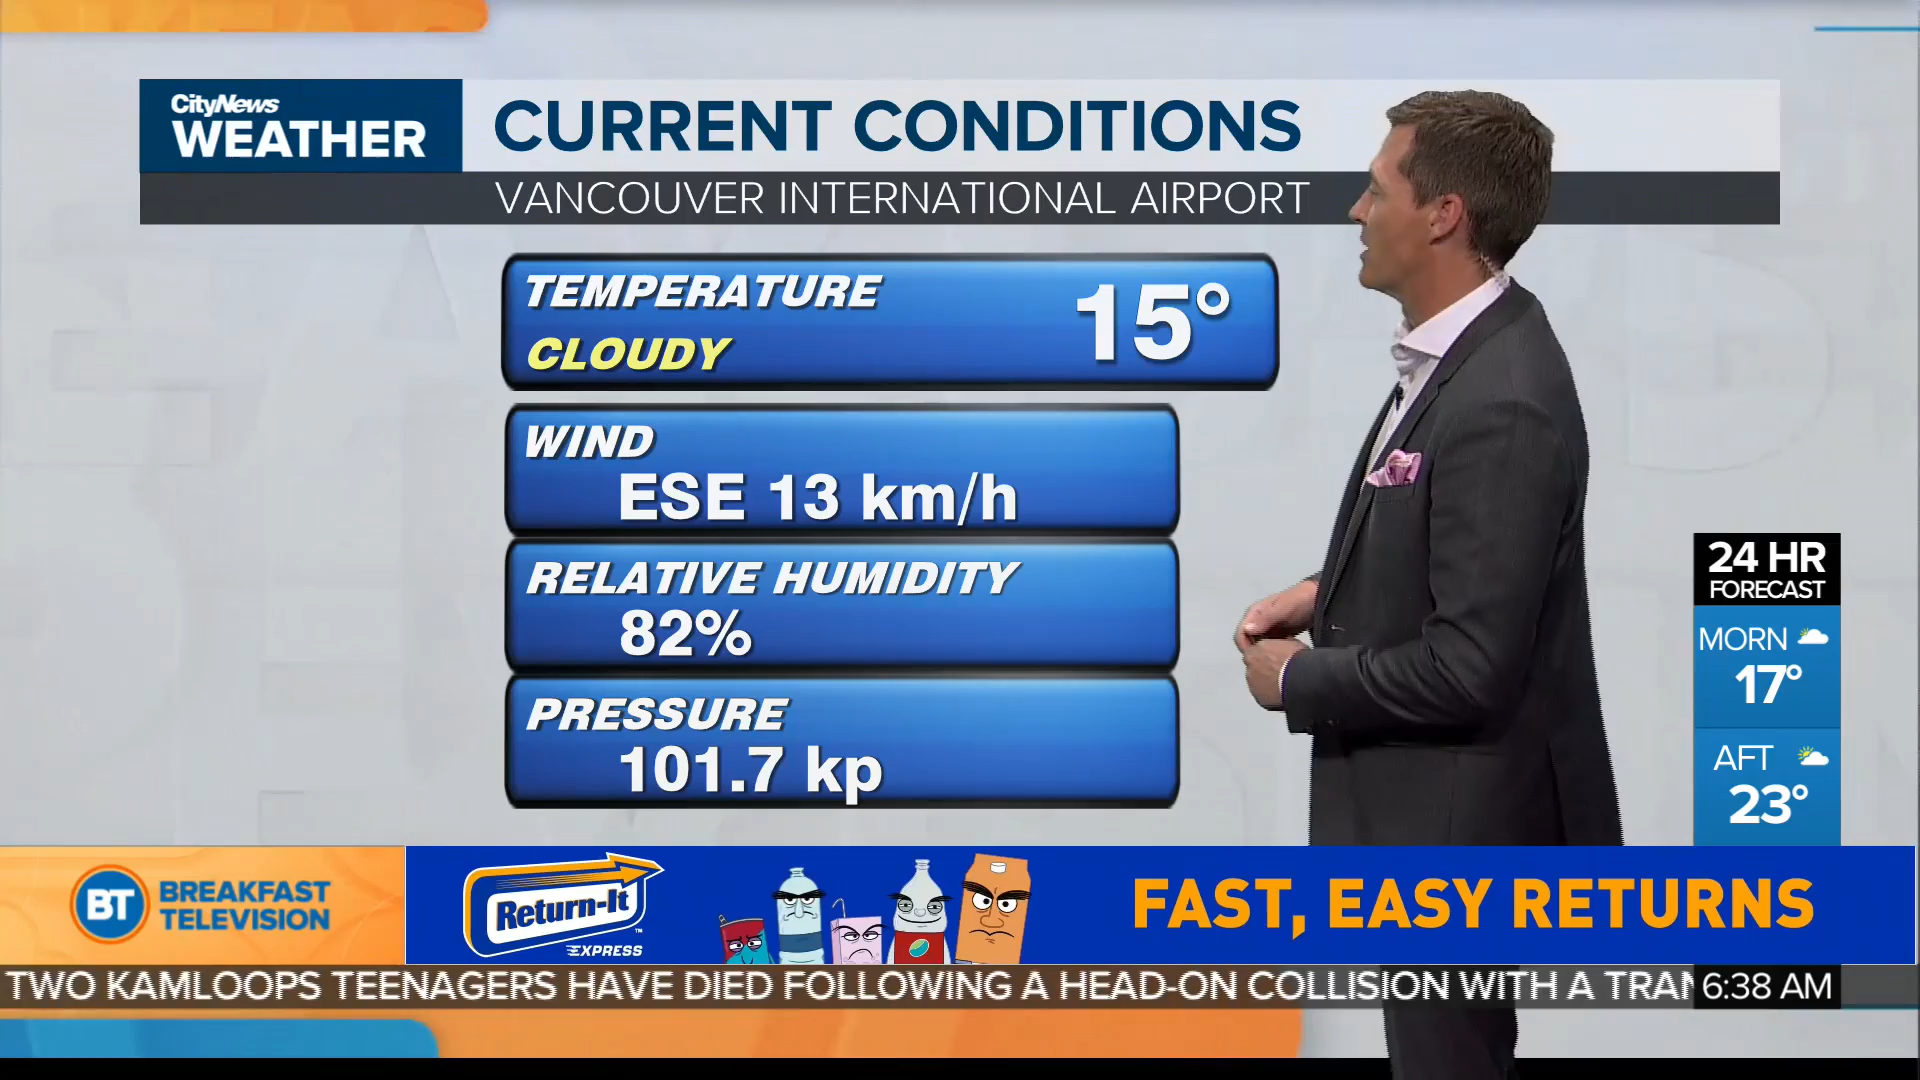 CityNews
WEATHER
CURRENT CONDITIONS
VANCOUVER INTERNATIONAL AIRPORT
TEMPERATURE 15°
CLOUDY
WIND
ESE 13 km/h
RELATIVE HUMIDITY
82%
PRESSURE
101.7 kp
24 HR
FORECAST
MORN
17°
AFT
23°
BT BREAKFAST
TELEVISION
Return-It™
EXPRESS
FAST, EASY RETURNS
TWO KAMLOOPS TEENAGERS HAVE DIED FOLLOWING A HEAD-ON COLLISION WITH A TRAN 6:38 AM